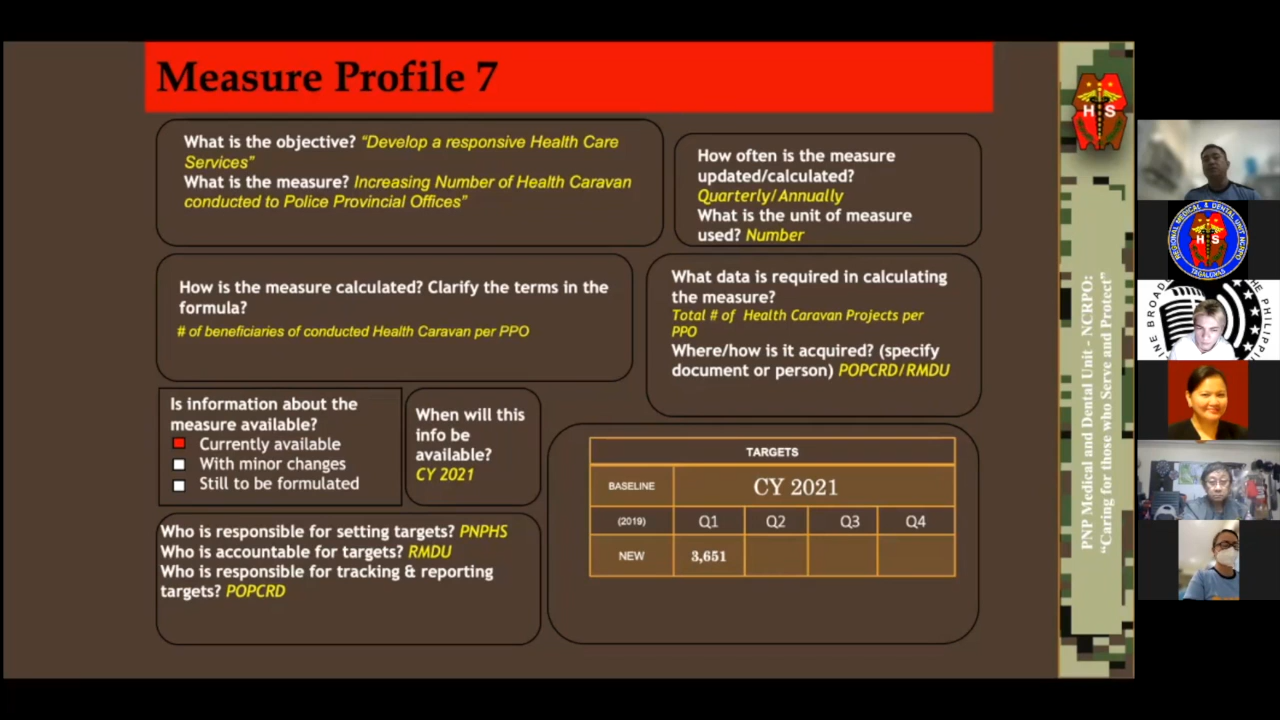 Measure Profile 7
What is the objective? “Develop a responsive Health Care
Services”
What is the measure? Increasing Number of Health Caravan
conducted to Police Provincial Offices”
How often is the measure
updated/calculated?
Quarterly/Annually
What is the unit of measure
used? Number
How is the measure calculated? Clarify the terms in the
formula?
# of beneficiaries of conducted Health Caravan per PPO
What data is required in calculating
the measure?
Total # of Health Caravan Projects per
PPO
Where/how is it acquired? (specify
document or person) POPCRD/RMDU
Is information about the
measure available?
Currently available
With minor changes
Still to be formulated
When will this
info be
available?
CY 2021
TARGETS
BASELINE
CY 2021
(2019)
Q1
Q2
Q3
Q4
NEW
3,651
Who is responsible for setting targets? PNPHS
Who is accountable for targets? RMDU
Who is responsible for tracking & reporting
targets? POPCRD
H S
PNP Medical and Dental Unit - NCRPO:
“Caring for those who Serve and Protect”
REGIONAL MEDICAL & DENTAL UNIT NCRPO
H S
TAGALUNAS